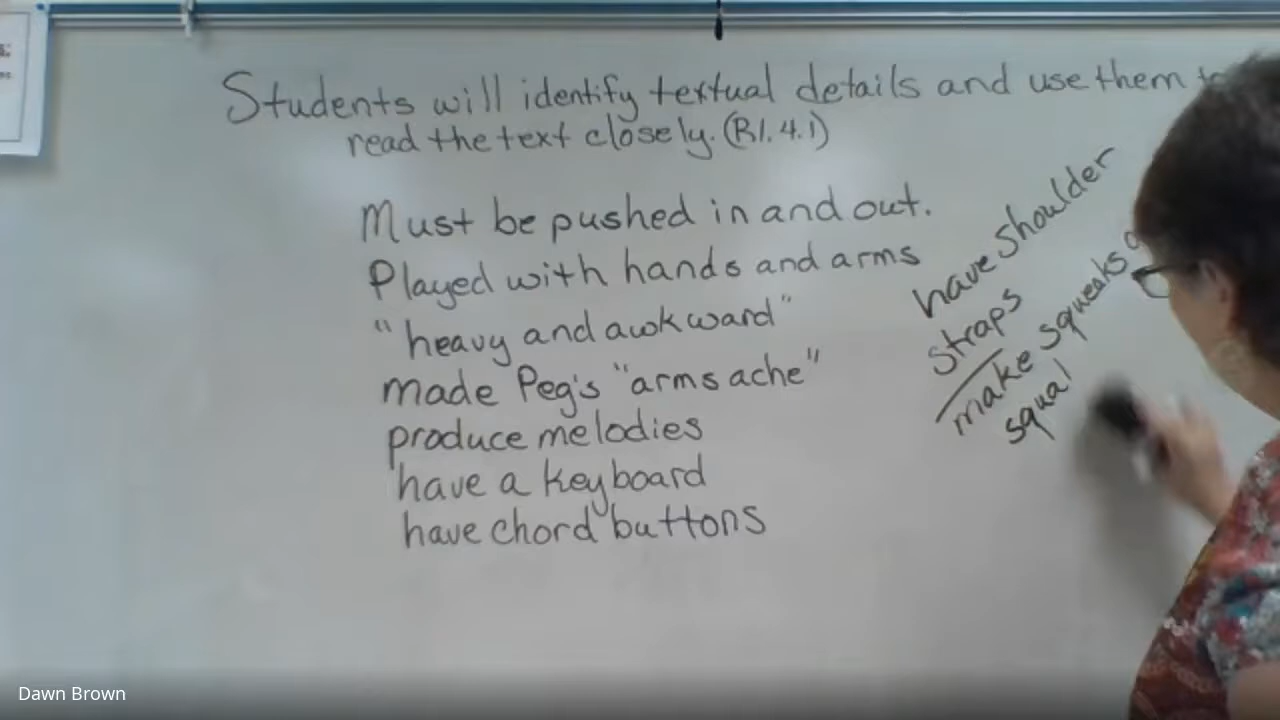 Students will identify textual details and use them to
read the text closely. (RI.4.1)
Must be pushed in and out.
Played with hands and arms
"heavy and awkward"
made Peg's "arms ache"
produce melodies
have a keyboard
have chord buttons
have shoulder
straps
make squeaks
squal
Dawn Brown